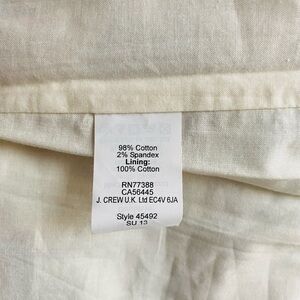 98% Cotton
2% Spandex
Lining:
100% Cotton
RN77388
CA56445
J. CREW U.K. Ltd EC4V 6JA
Style 45492
SU 13